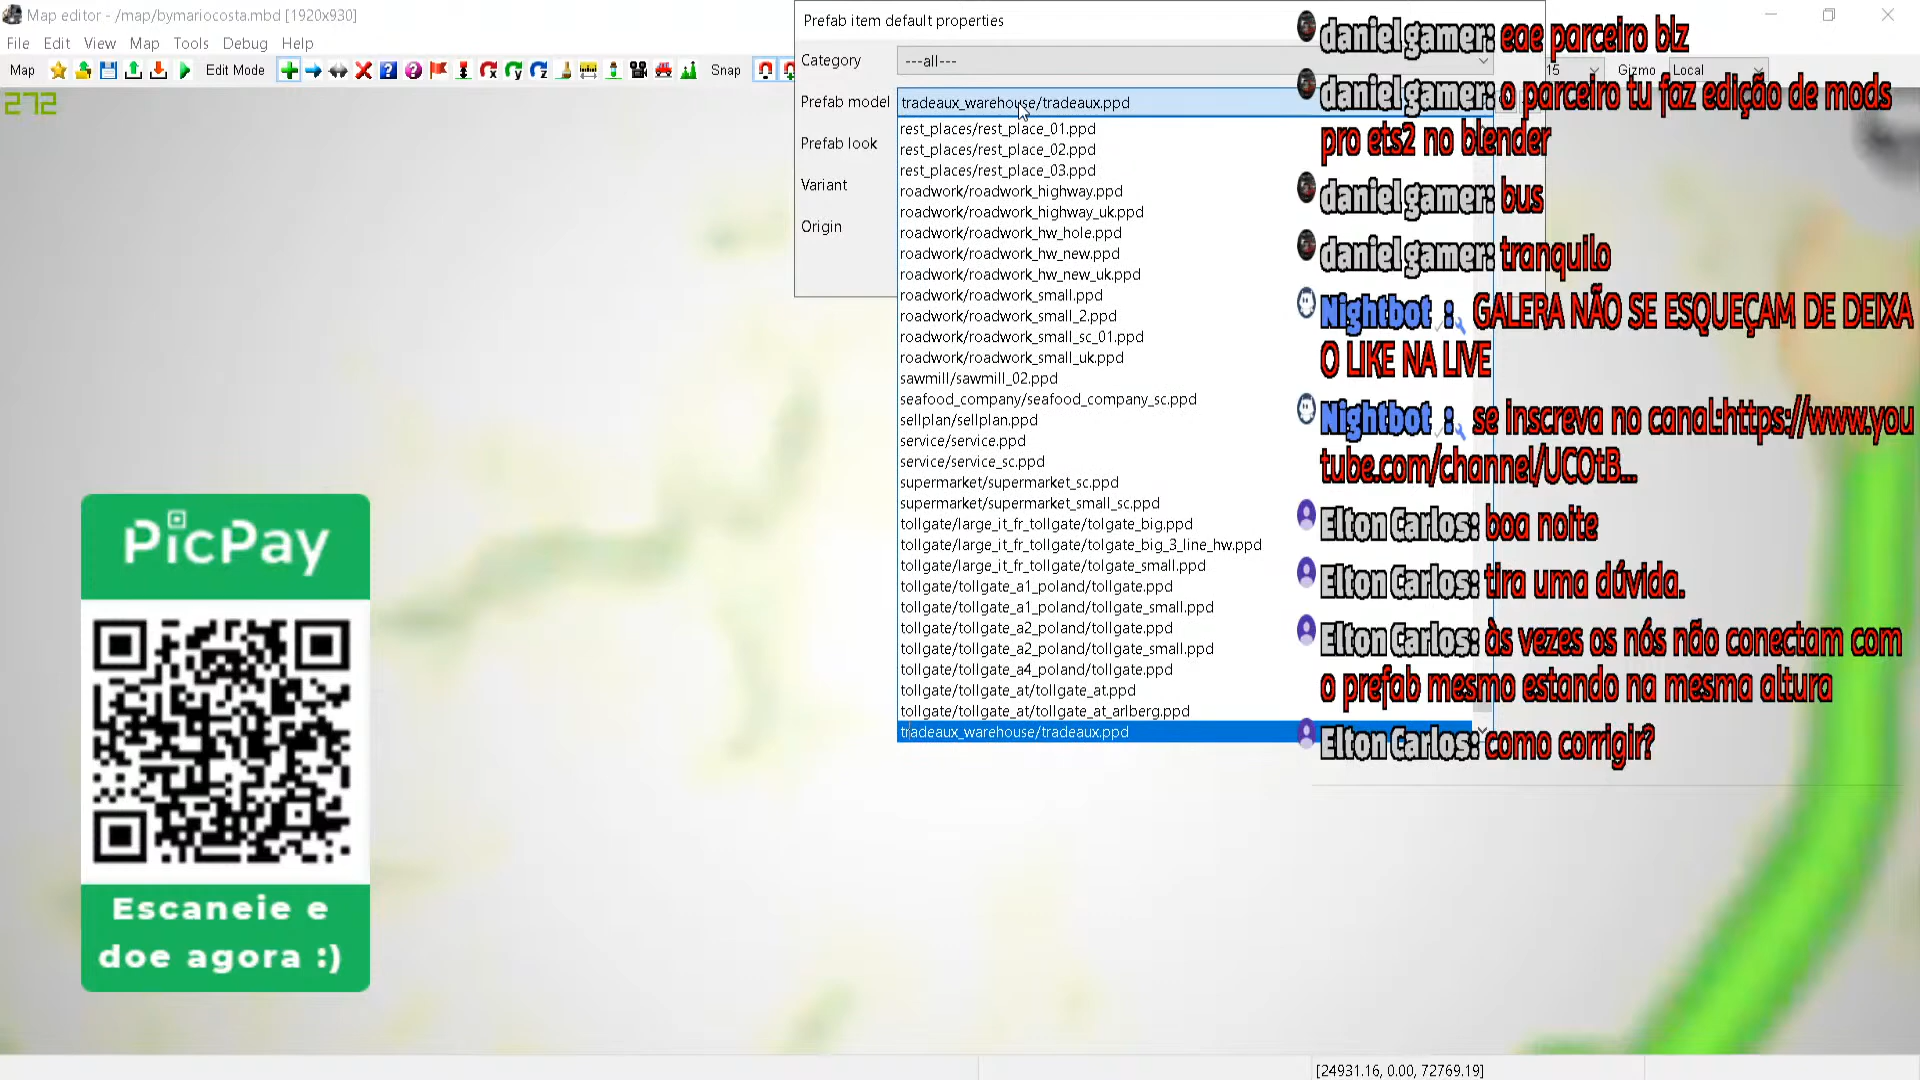 Map editor - /map/bymariocosta.mbd [1920x930]
File Edit View Map Tools Debug Help
Map Edit Mode Snap 15 Gizmo Local
272
Prefab item default properties
Category ---all---
Prefab model tradeaux_warehouse/tradeaux.ppd
Prefab look
Variant
Origin
rest_places/rest_place_01.ppd
rest_places/rest_place_02.ppd
rest_places/rest_place_03.ppd
roadwork/roadwork_highway.ppd
roadwork/roadwork_highway_uk.ppd
roadwork/roadwork_hw_hole.ppd
roadwork/roadwork_hw_new.ppd
roadwork/roadwork_hw_new_uk.ppd
roadwork/roadwork_small.ppd
roadwork/roadwork_small_2.ppd
roadwork/roadwork_small_sc_01.ppd
roadwork/roadwork_small_uk.ppd
sawmill/sawmill_02.ppd
seafood_company/seafood_company_sc.ppd
sellplan/sellplan.ppd
service/service.ppd
service/service_sc.ppd
supermarket/supermarket_sc.ppd
supermarket/supermarket_small_sc.ppd
tollgate/large_it_fr_tollgate/tolgate_big.ppd
tollgate/large_it_fr_tollgate/tolgate_big_3_line_hw.ppd
tollgate/large_it_fr_tollgate/tolgate_small.ppd
tollgate/tollgate_a1_poland/tollgate.ppd
tollgate/tollgate_a1_poland/tollgate_small.ppd
tollgate/tollgate_a2_poland/tollgate.ppd
tollgate/tollgate_a2_poland/tollgate_small.ppd
tollgate/tollgate_a4_poland/tollgate.ppd
tollgate/tollgate_at/tollgate_at.ppd
tollgate/tollgate_at/tollgate_at_arlberg.ppd
tradeaux_warehouse/tradeaux.ppd
daniel gamer: eae parceiro blz
daniel gamer: o parceiro tu faz edição de mods
pro ets2 no blender
daniel gamer: bus
daniel gamer: tranquilo
Nightbot : GALERA NÃO SE ESQUEÇAM DE DEIXA
O LIKE NA LIVE
Nightbot : se inscreva no canal:https://www.you
tube.com/channel/UCOtB...
Elton Carlos: boa noite
Elton Carlos: tira uma dúvida.
Elton Carlos: às vezes os nós não conectam com
o prefab mesmo estando na mesma altura
Elton Carlos: como corrigir?
PicPay
Escaneie e
doe agora :)
[24931.16, 0.00, 72769.19]